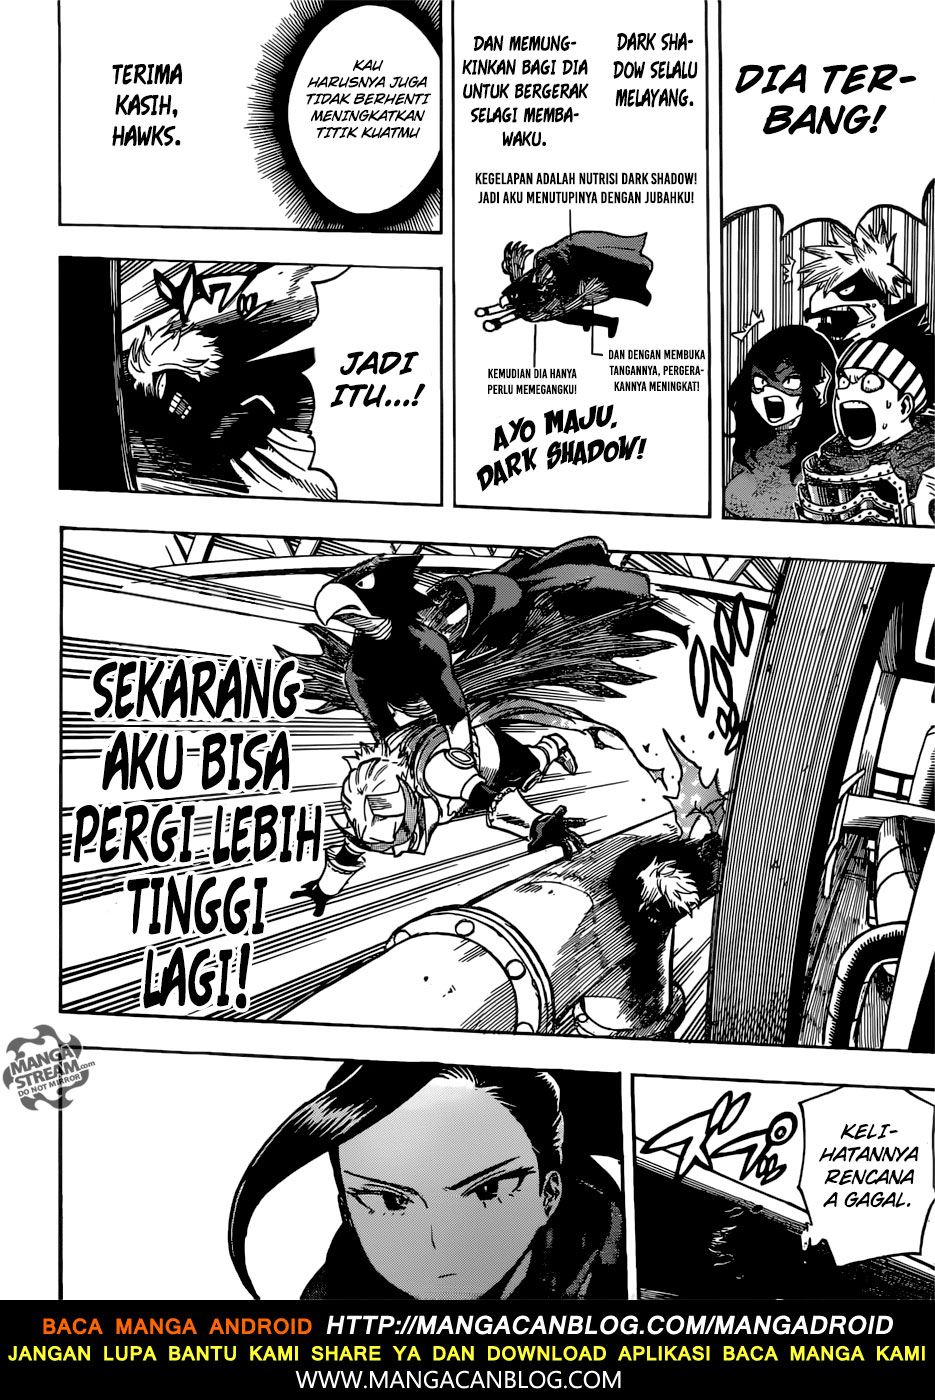 DIA TER-
BANG!
DARK SHA-
DOW SELALU
MELAYANG.
DAN MEMUNG-
KINKAN BAGI DIA
UNTUK BERGERAK
SELAGI MEMBA-
WAKU.
KEGELAPAN ADALAH NUTRISI DARK SHADOW!
JADI AKU MENUTUPINYA DENGAN JUBAHKU!
DAN DENGAN MEMBUKA
TANGANNYA, PERGERA-
KANNYA MENINGKAT!
KEMUDIAN DIA HANYA
PERLU MEMEGANGKU!
AYO MAJU,
DARK SHADOW!
KAU
HARUSNYA JUGA
TIDAK BERHENTI
MENINGKATKAN
TITIK KUATMU
TERIMA
KASIH,
HAWKS.
JADI
ITU...!
SEKARANG
AKU BISA
PERGI LEBIH
TINGGI
LAGI!
MANGA
STREAM.com
DO NOT MIRROR
KELI-
HATANNYA
RENCANA
A GAGAL.
BACA MANGA ANDROID HTTP://MANGACANBLOG.COM/MANGADROID
JANGAN LUPA BANTU KAMI SHARE YA DAN DOWNLOAD APLIKASI BACA MANGA KAMI
WWW.MANGACANBLOG.COM